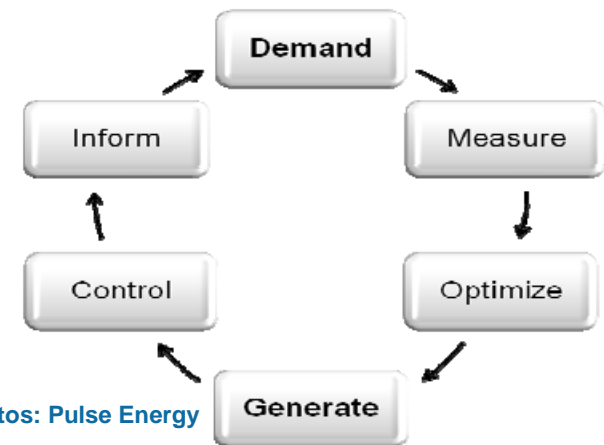 Demand
Inform
Measure
Control
Optimize
Generate
tos: Pulse Energy